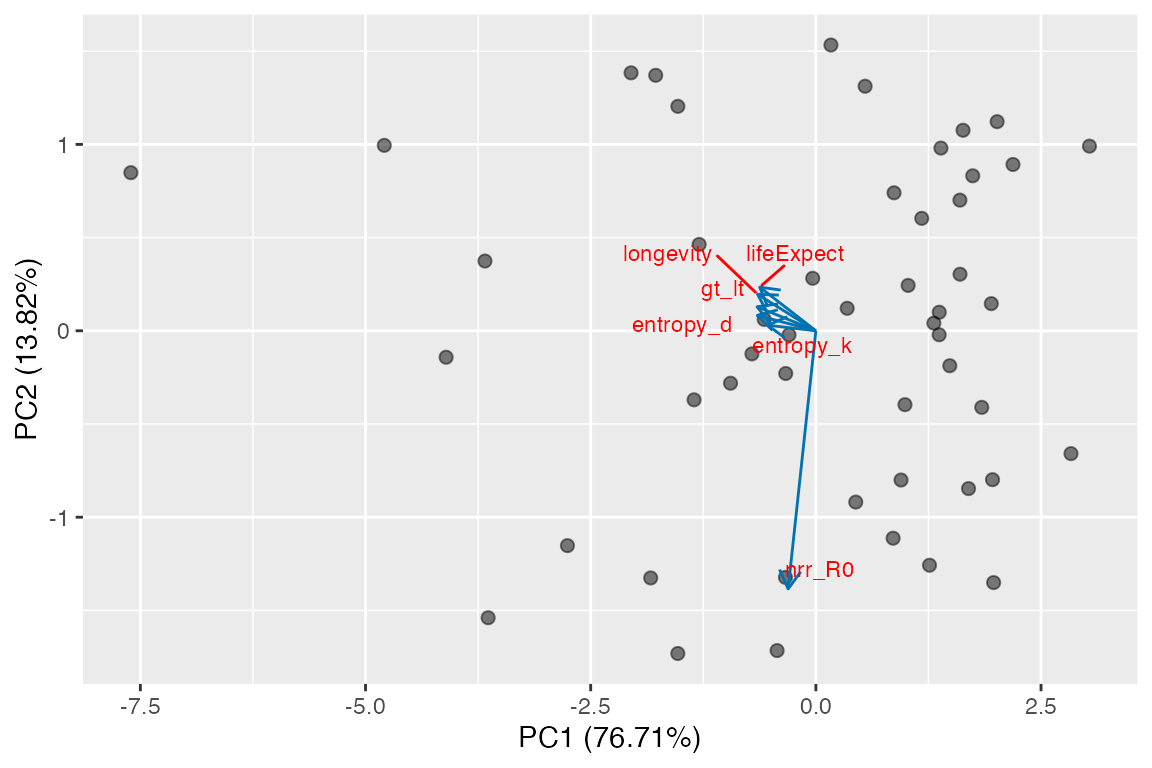 1
longevity lifeExpect
gt_lt
entropy_d
0
entropy_k
-1
nrr_R0
-7.5 -5.0 -2.5 0.0 2.5
PC1 (76.71%)
PC2 (13.82%)